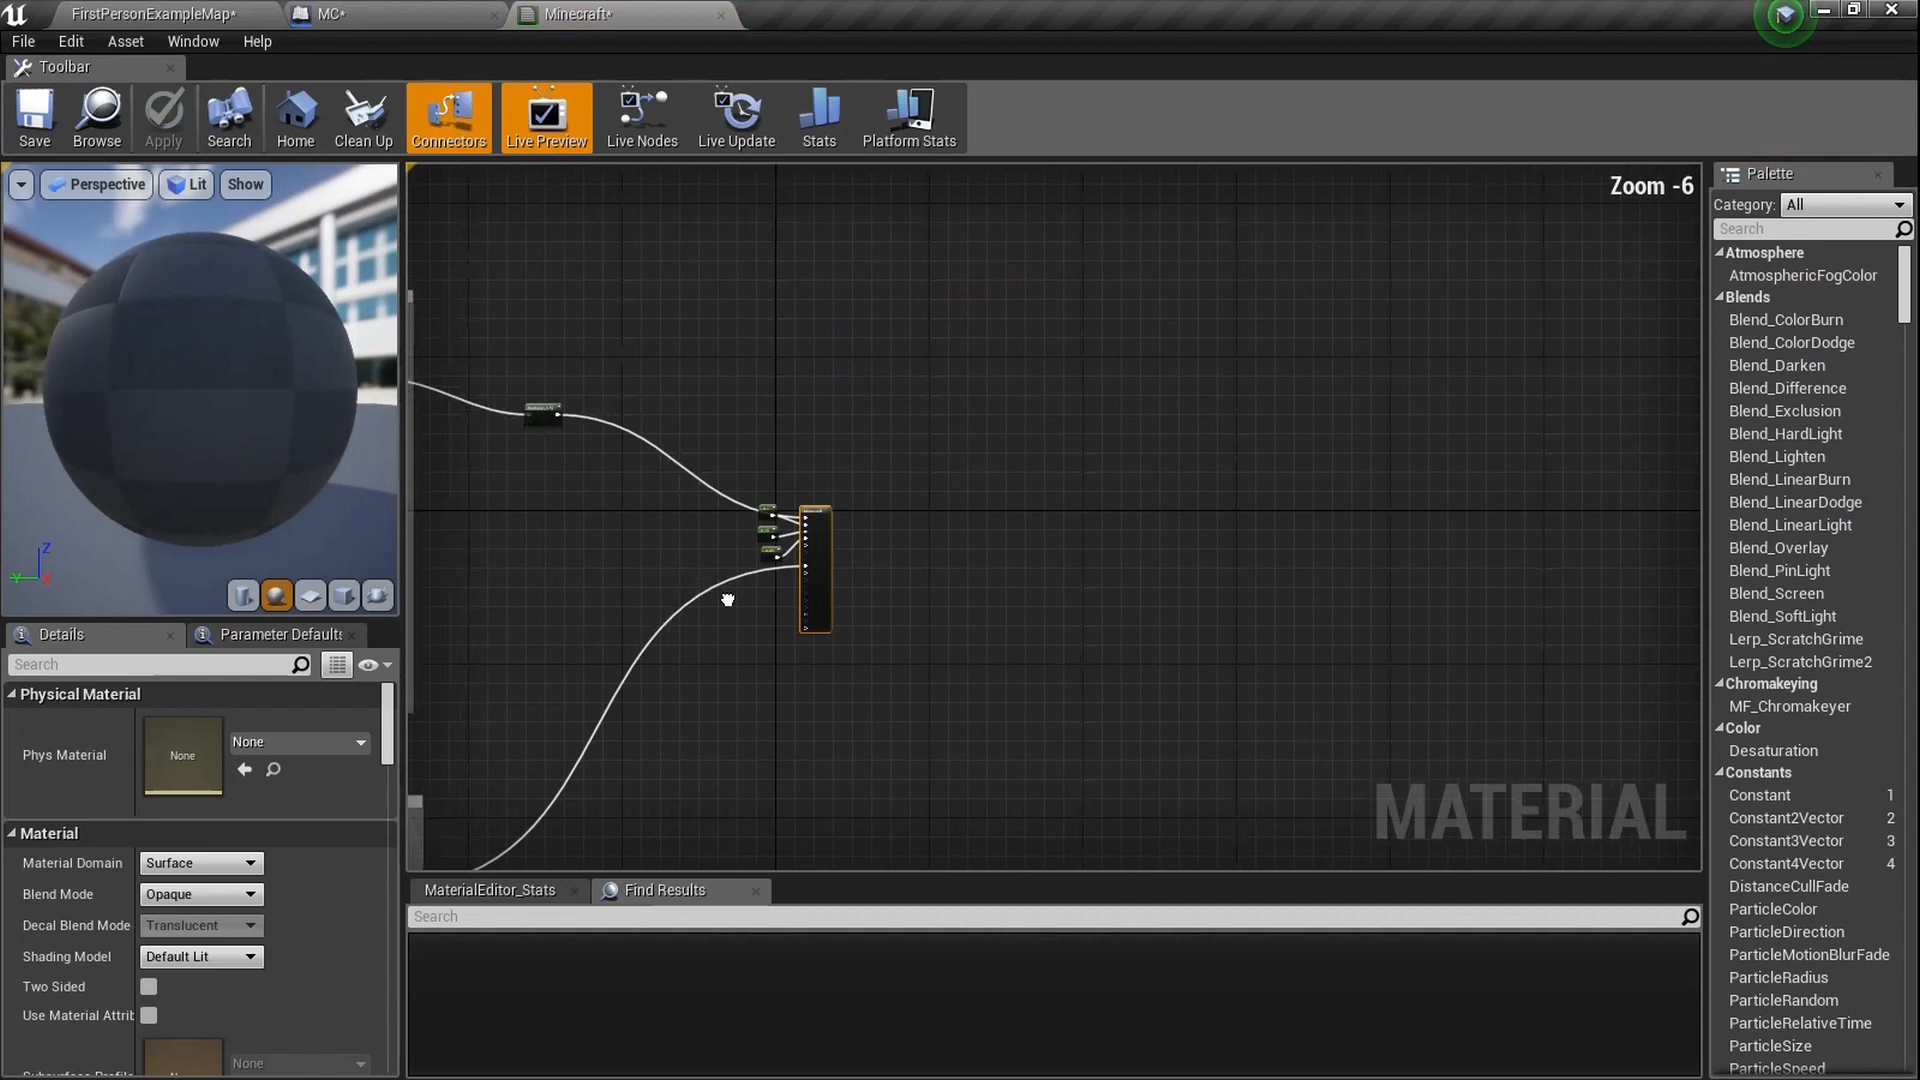 FirstPersonExampleMap*
MC*
Minecraft*
File Edit Asset Window Help
Toolbar
Save Browse Apply Search Home Clean Up Connectors Live Preview Live Nodes Live Update Stats Platform Stats
Perspective Lit Show
Zoom -6
Palette
Category: All
Search
Atmosphere
AtmosphericFogColor
Blends
Blend_ColorBurn
Blend_ColorDodge
Blend_Darken
Blend_Difference
Blend_Exclusion
Blend_HardLight
Blend_Lighten
Blend_LinearBurn
Blend_LinearDodge
Blend_LinearLight
Blend_Overlay
Blend_PinLight
Blend_Screen
Blend_SoftLight
Lerp_ScratchGrime
Lerp_ScratchGrime2
Chromakeying
MF_Chromakeyer
Color
Desaturation
Constants
Constant 1
Constant2Vector 2
Constant3Vector 3
Constant4Vector 4
DistanceCullFade
ParticleColor
ParticleDirection
ParticleMotionBlurFade
ParticleRadius
ParticleRandom
ParticleRelativeTime
ParticleSize
ParticleSpeed
Z
Y X
Details
Parameter Defaults
Search
Physical Material
Phys Material
None
None
Material
Material Domain Surface
Blend Mode Opaque
Decal Blend Mode Translucent
Shading Model Default Lit
Two Sided
Use Material Attrib
None
MATERIAL
MaterialEditor_Stats
Find Results
Search